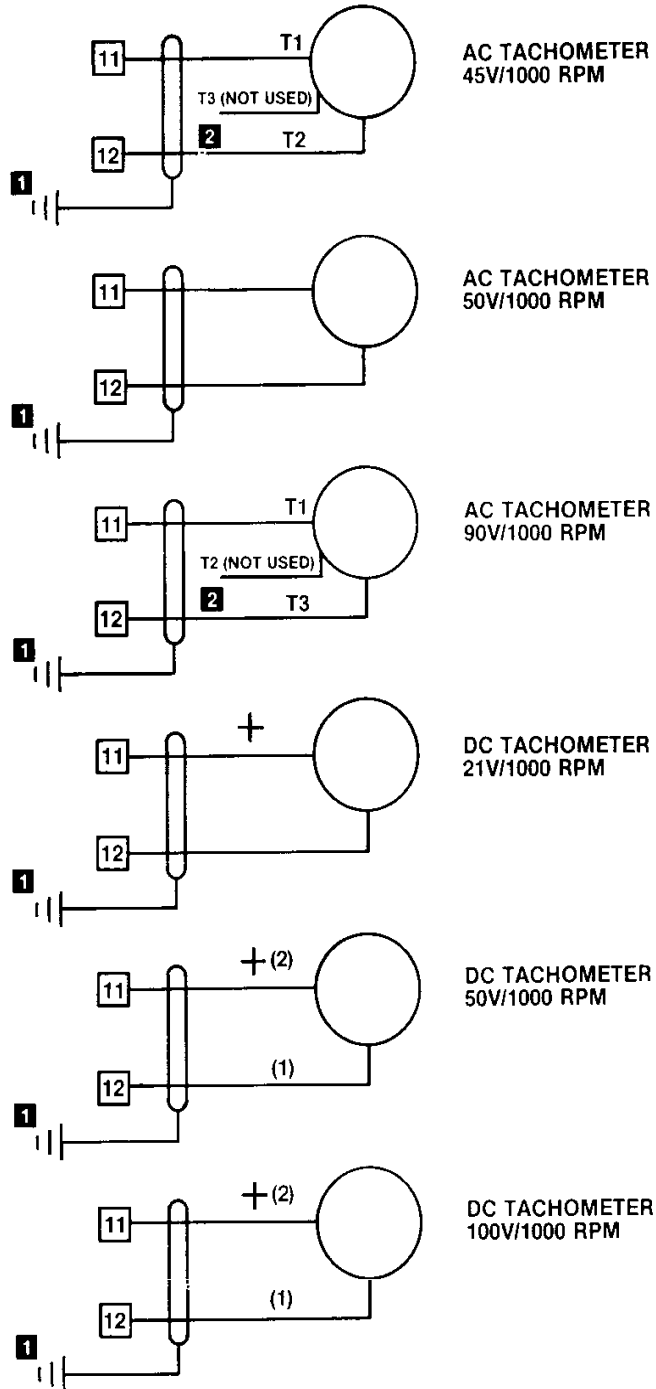 11 T1 AC TACHOMETER
45V/1000 RPM
T3 (NOT USED)
12 2 T2
1
11 AC TACHOMETER
50V/1000 RPM
12
1
11 T1 AC TACHOMETER
90V/1000 RPM
T2 (NOT USED)
12 2 T3
1
11 + DC TACHOMETER
21V/1000 RPM
12
1
11 + (2) DC TACHOMETER
50V/1000 RPM
12 (1)
1
11 + (2) DC TACHOMETER
100V/1000 RPM
12 (1)
1